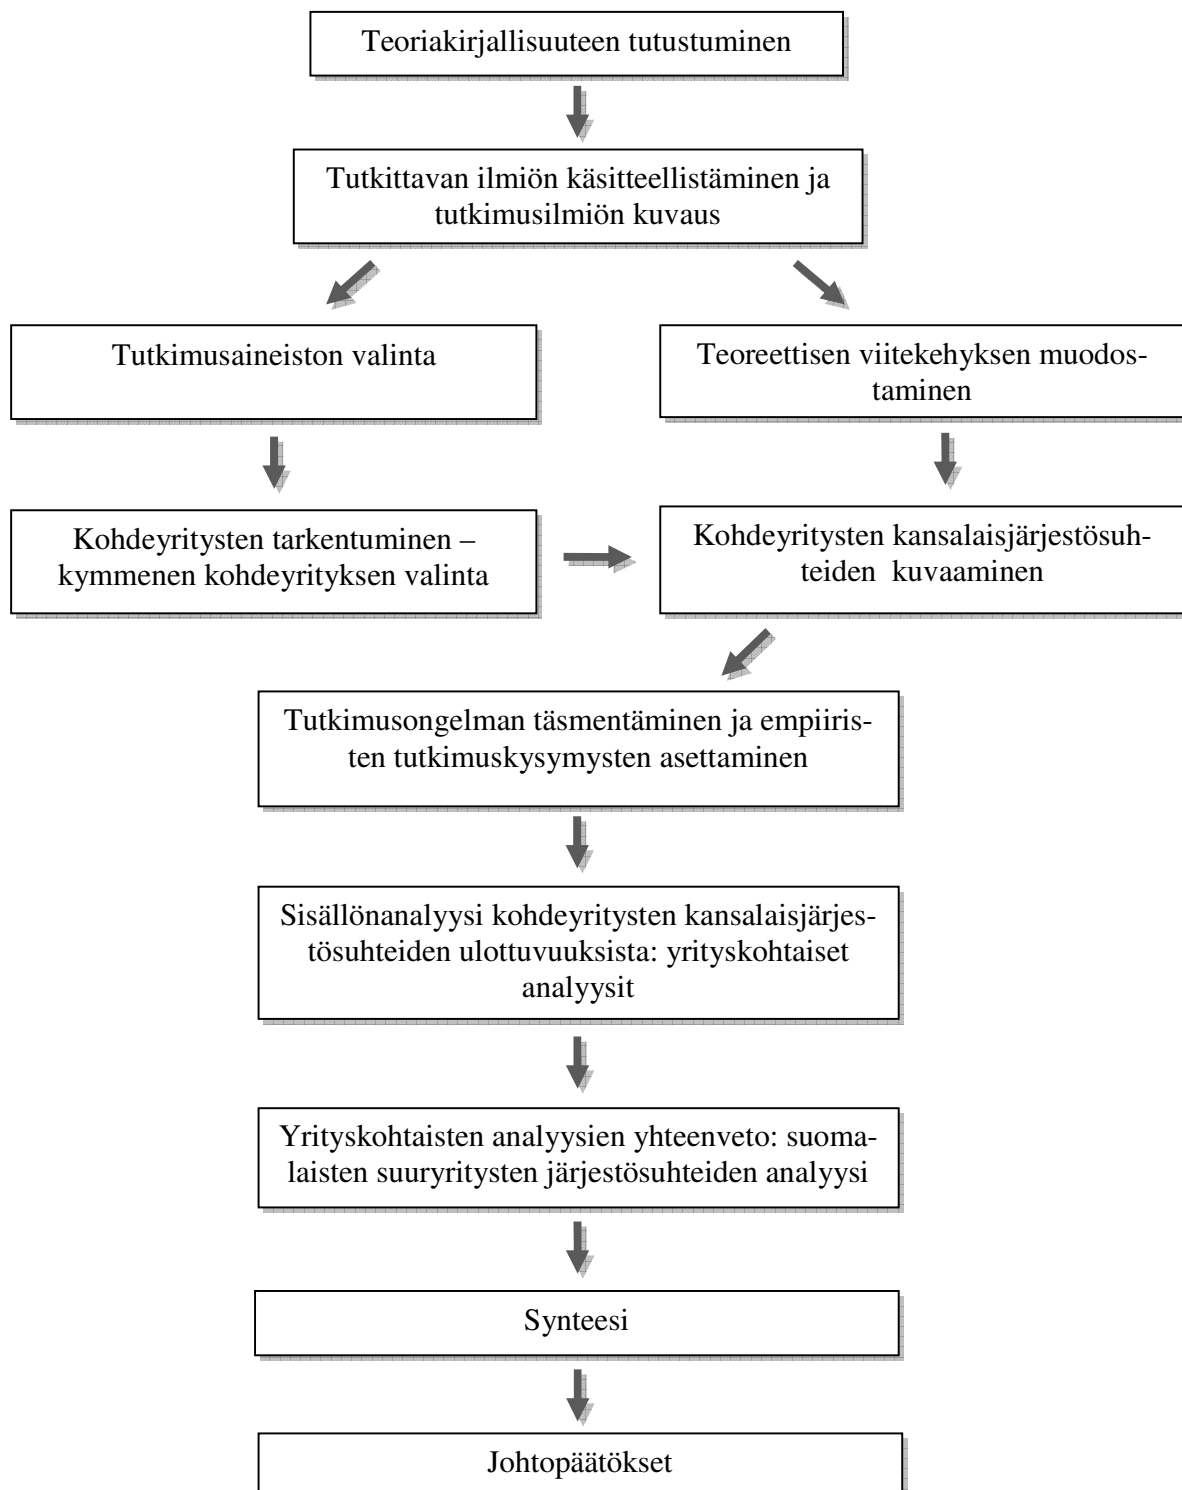 Teoriakirjallisuuteen tutustuminen
Tutkittavan ilmiön käsitteellistäminen ja
tutkimusilmiön kuvaus
Tutkimusaineiston valinta
Teoreettisen viitekehyksen muodos-
taminen
Kohdeyritysten tarkentuminen –
kymmenen kohdeyrityksen valinta
Kohdeyritysten kansalaisjärjestösuh-
teiden kuvaaminen
Tutkimusongelman täsmentäminen ja empiiris-
ten tutkimuskysymysten asettaminen
Sisällönanalyysi kohdeyritysten kansalaisjärjes-
tösuhteiden ulottuvuuksista: yrityskohtaiset
analyysit
Yrityskohtaisten analyysien yhteenveto: suoma-
laisten suuryritysten järjestösuhteiden analyysi
Synteesi
Johtopäätökset